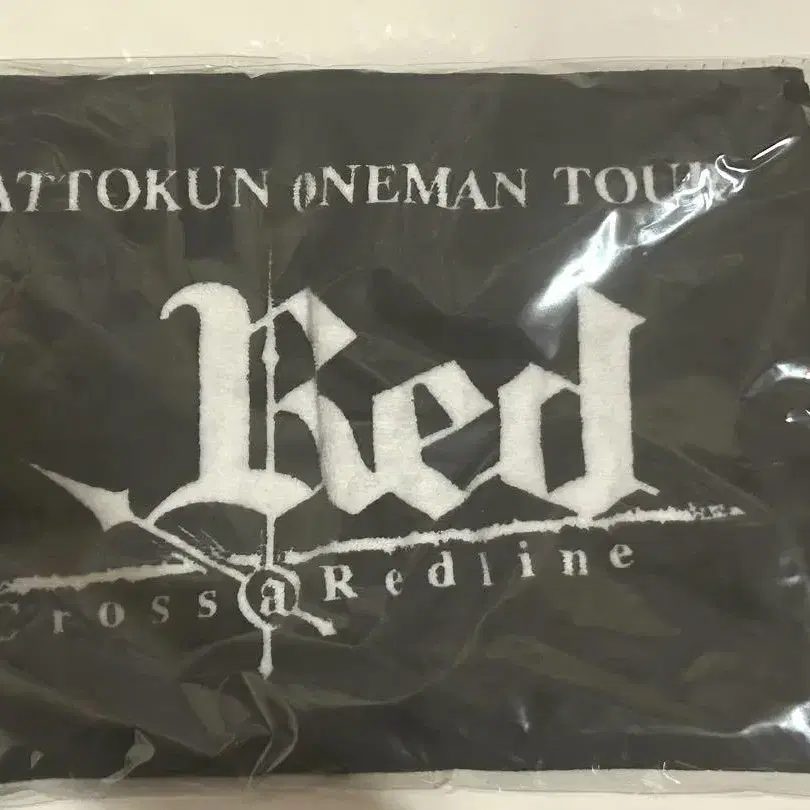 ATTOKUN ONEMAN TOUR
Red
Cross a Redline